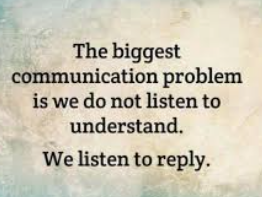 The biggest
communication problem
is we do not listen to
understand.
We listen to reply.